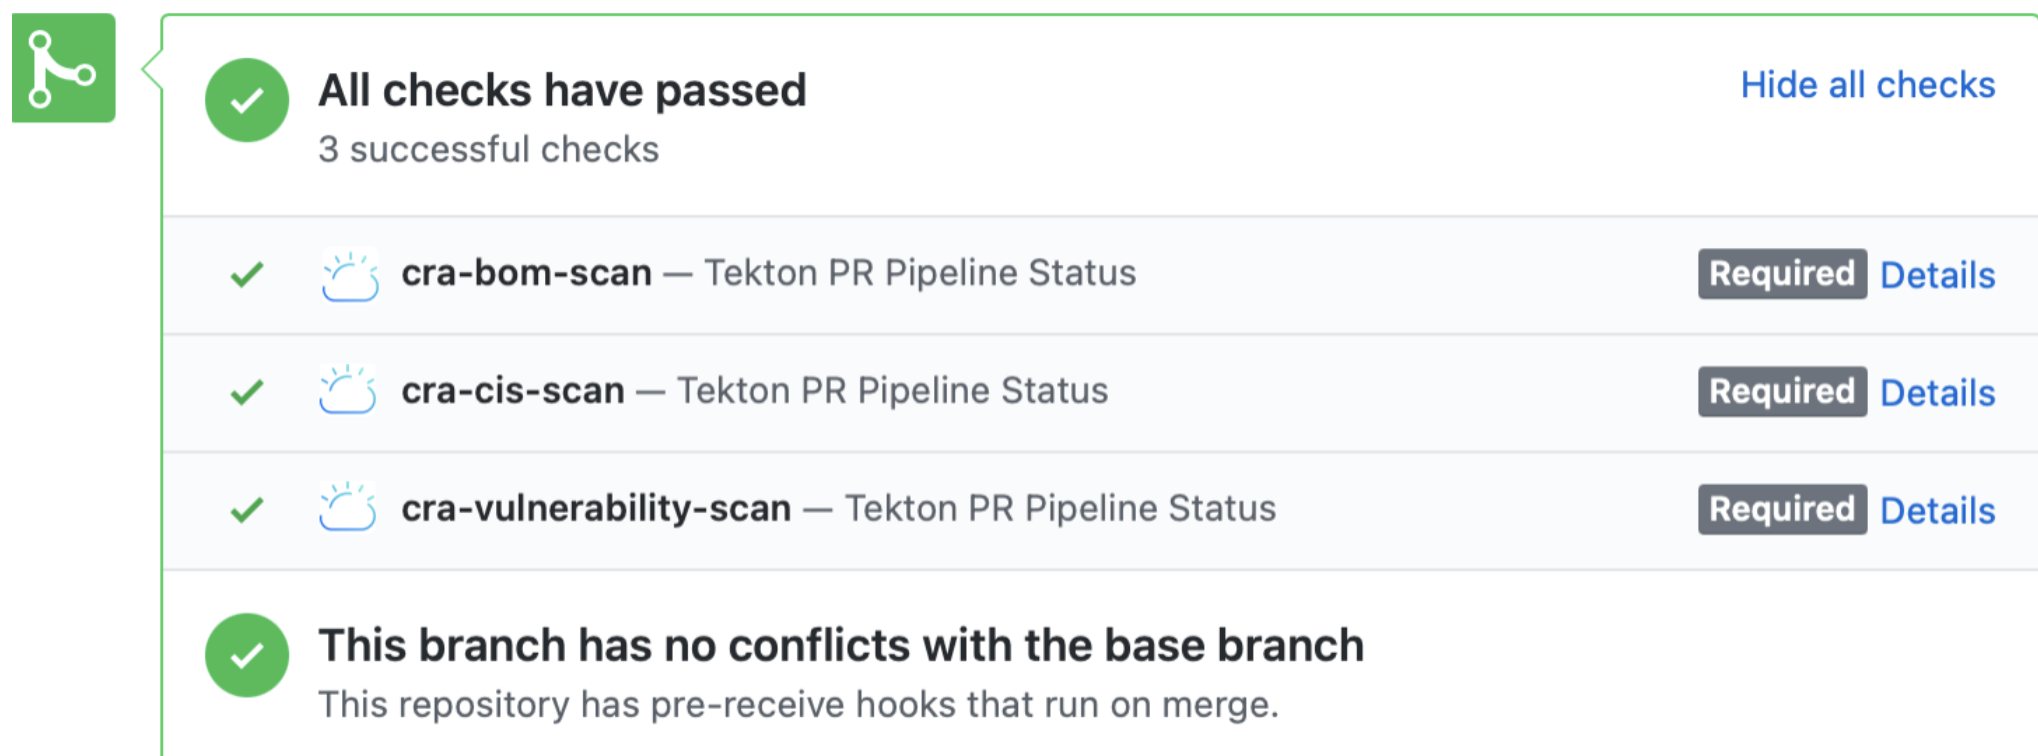 All checks have passed
Hide all checks
3 successful checks
cra-bom-scan — Tekton PR Pipeline Status Required Details
cra-cis-scan — Tekton PR Pipeline Status Required Details
cra-vulnerability-scan — Tekton PR Pipeline Status Required Details
This branch has no conflicts with the base branch
This repository has pre-receive hooks that run on merge.